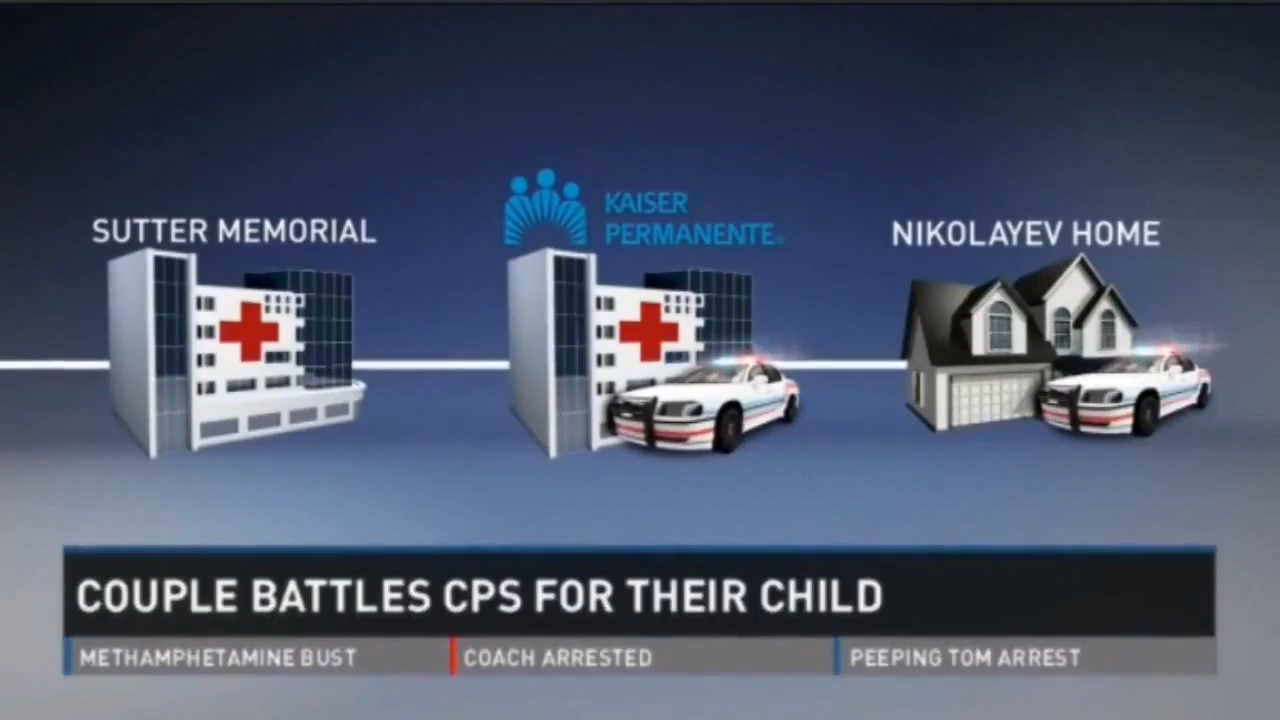 SUTTER MEMORIAL
KAISER
PERMANENTE®
NIKOLAYEV HOME
COUPLE BATTLES CPS FOR THEIR CHILD
METHAMPHETAMINE BUST
COACH ARRESTED
PEEPING TOM ARREST